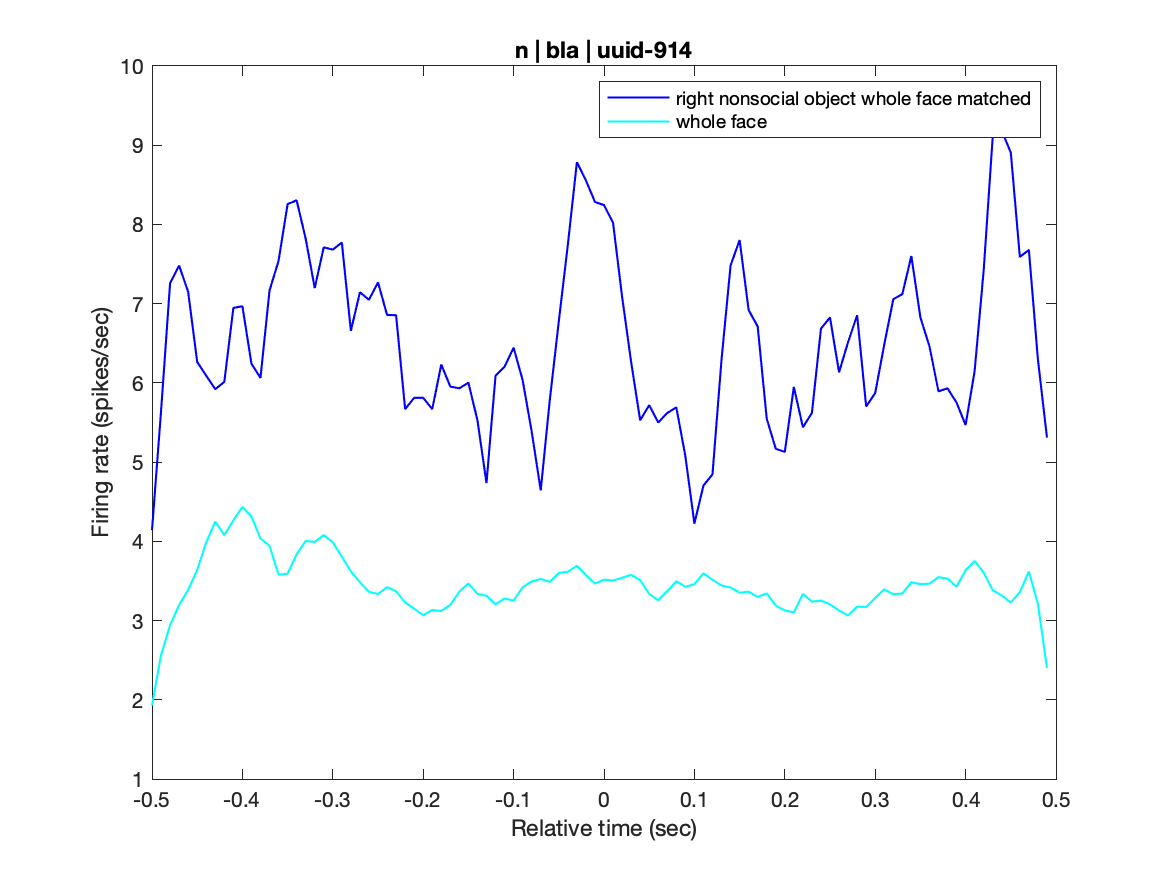 n | bla | uuid-914
right nonsocial object whole face matched
whole face
10
9
8
7
6
5
4
3
2
1
Firing rate (spikes/sec)
-0.5 -0.4 -0.3 -0.2 -0.1 0 0.1 0.2 0.3 0.4 0.5
Relative time (sec)